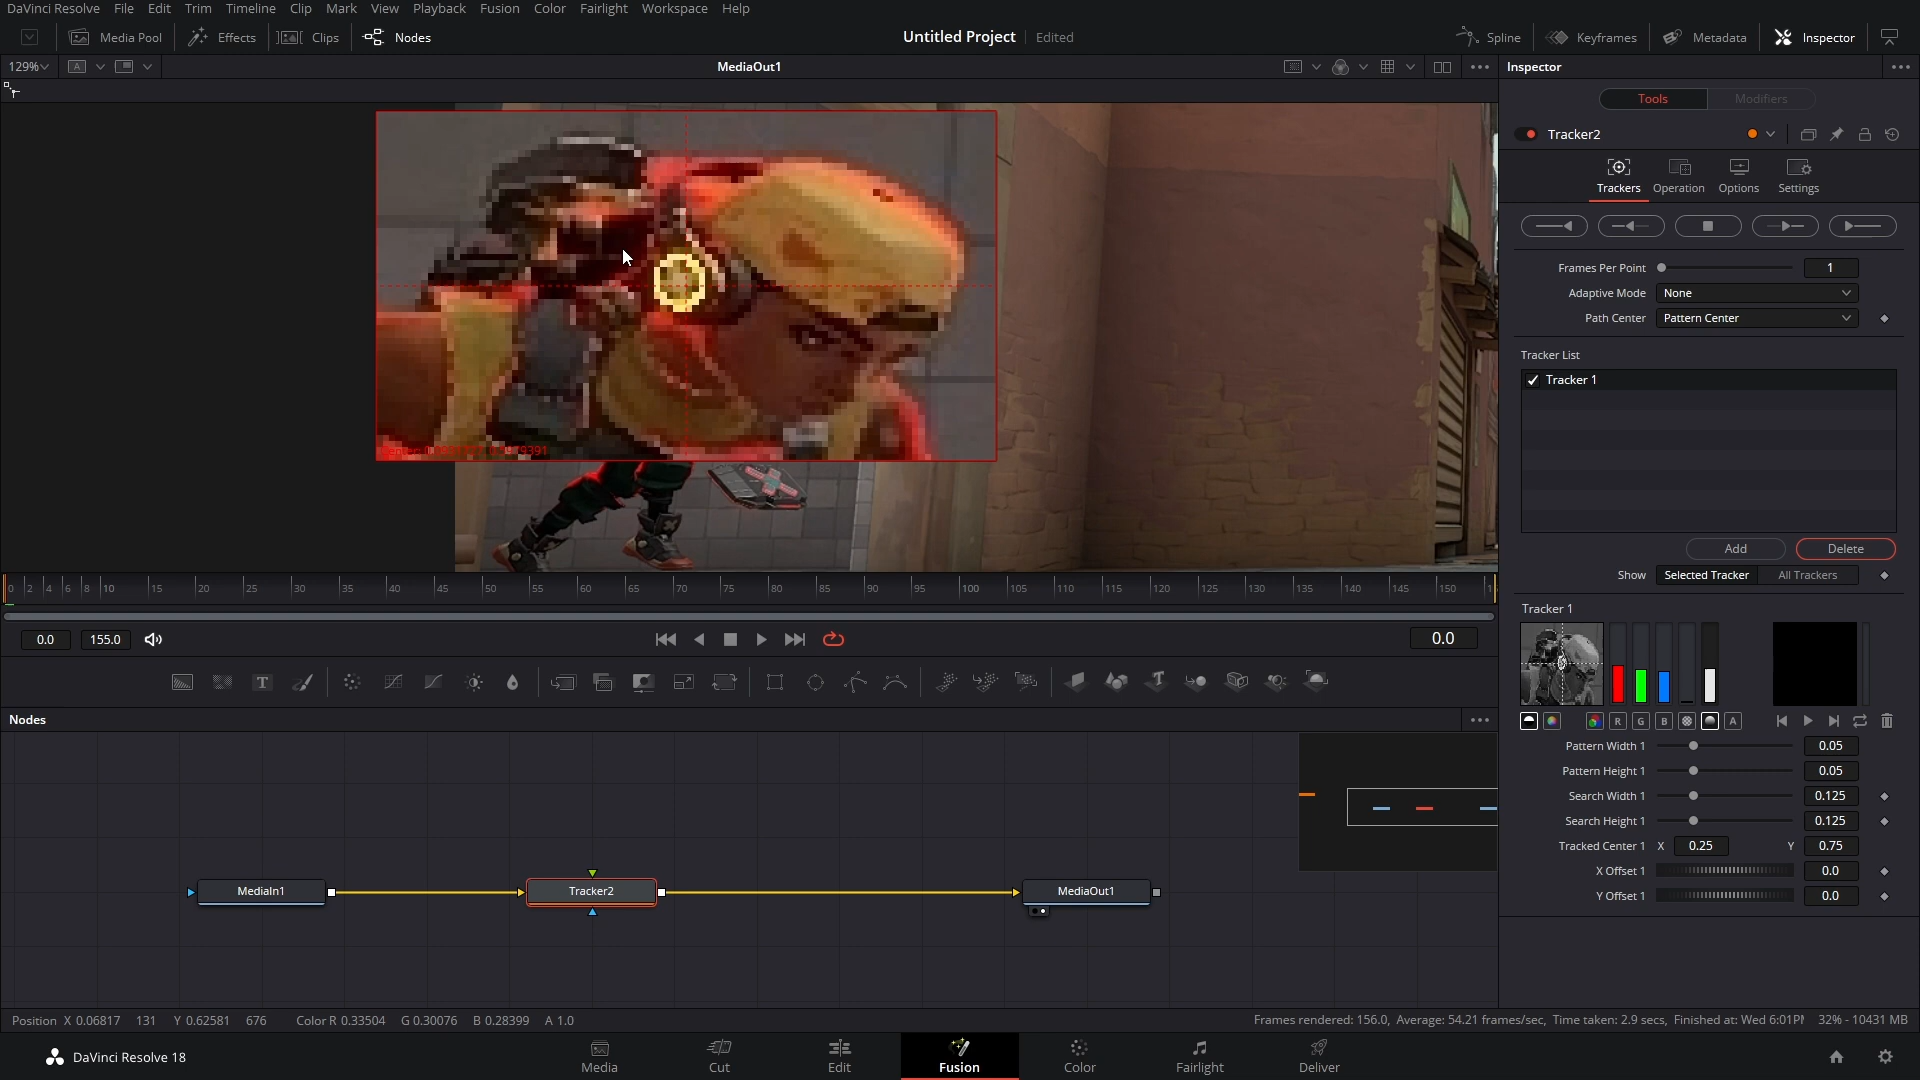 DaVinci Resolve File Edit Trim Timeline Clip Mark View Playback Fusion Color Fairlight Workspace Help
Media Pool Effects Clips Nodes Untitled Project Edited Spline Keyframes Metadata Inspector
129% A MediaOut1 Inspector
Tools Modifiers
Tracker2
Trackers Operation Options Settings
Frames Per Point 1
Adaptive Mode None
Path Center Pattern Center
Tracker List
Tracker 1
Add Delete
Show Selected Tracker All Trackers
0 2 4 6 8 10 15 20 25 30 35 40 45 50 55 60 65 70 75 80 85 90 95 100 105 110 115 120 125 130 135 140 145 150
Tracker 1
0.0 155.0 0.0
R G B A
Nodes
Pattern Width 1 0.05
Pattern Height 1 0.05
Search Width 1 0.125
Search Height 1 0.125
Tracked Center 1 X 0.25 Y 0.75
X Offset 1 0.0
Y Offset 1 0.0
MediaIn1 Tracker2 MediaOut1
Position X 0.06817 131 Y 0.62581 676 Color R 0.33504 G 0.30076 B 0.28399 A 1.0
Frames rendered: 156.0, Average: 54.21 frames/sec, Time taken: 2.9 secs, Finished at: Wed 6:01P 32% - 10431 MB
DaVinci Resolve 18 Media Cut Edit Fusion Color Fairlight Deliver